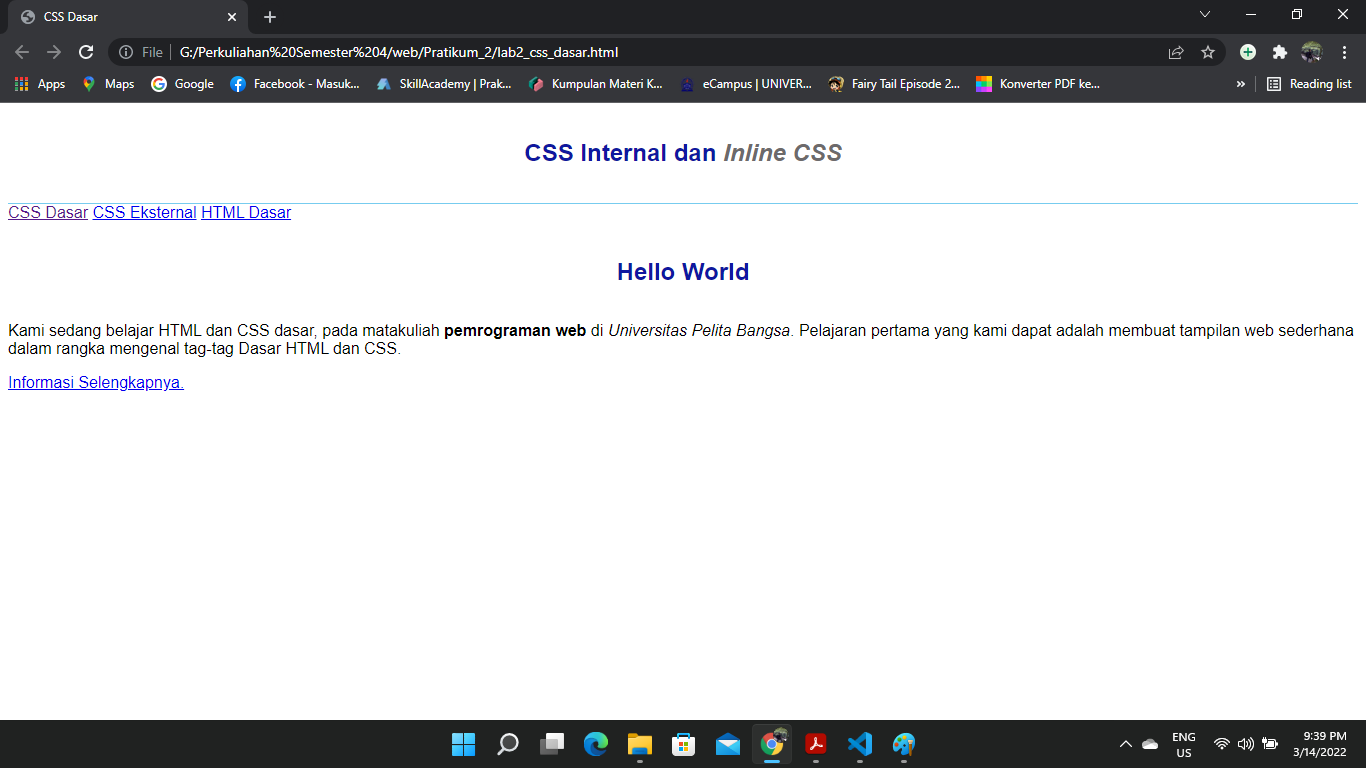 CSS Dasar
File G:/Perkuliahan%20Semester%204/web/Pratikum_2/lab2_css_dasar.html
Apps Maps Google Facebook - Masuk... SkillAcademy | Prak... Kumpulan Materi K... eCampus | UNIVER... Fairy Tail Episode 2... Konverter PDF ke... » Reading list
CSS Internal dan Inline CSS
CSS Dasar CSS Eksternal HTML Dasar
Hello World
Kami sedang belajar HTML dan CSS dasar, pada matakuliah pemrograman web di Universitas Pelita Bangsa. Pelajaran pertama yang kami dapat adalah membuat tampilan web sederhana
dalam rangka mengenal tag-tag Dasar HTML dan CSS.
Informasi Selengkapnya.
ENG 9:39 PM
US 3/14/2022